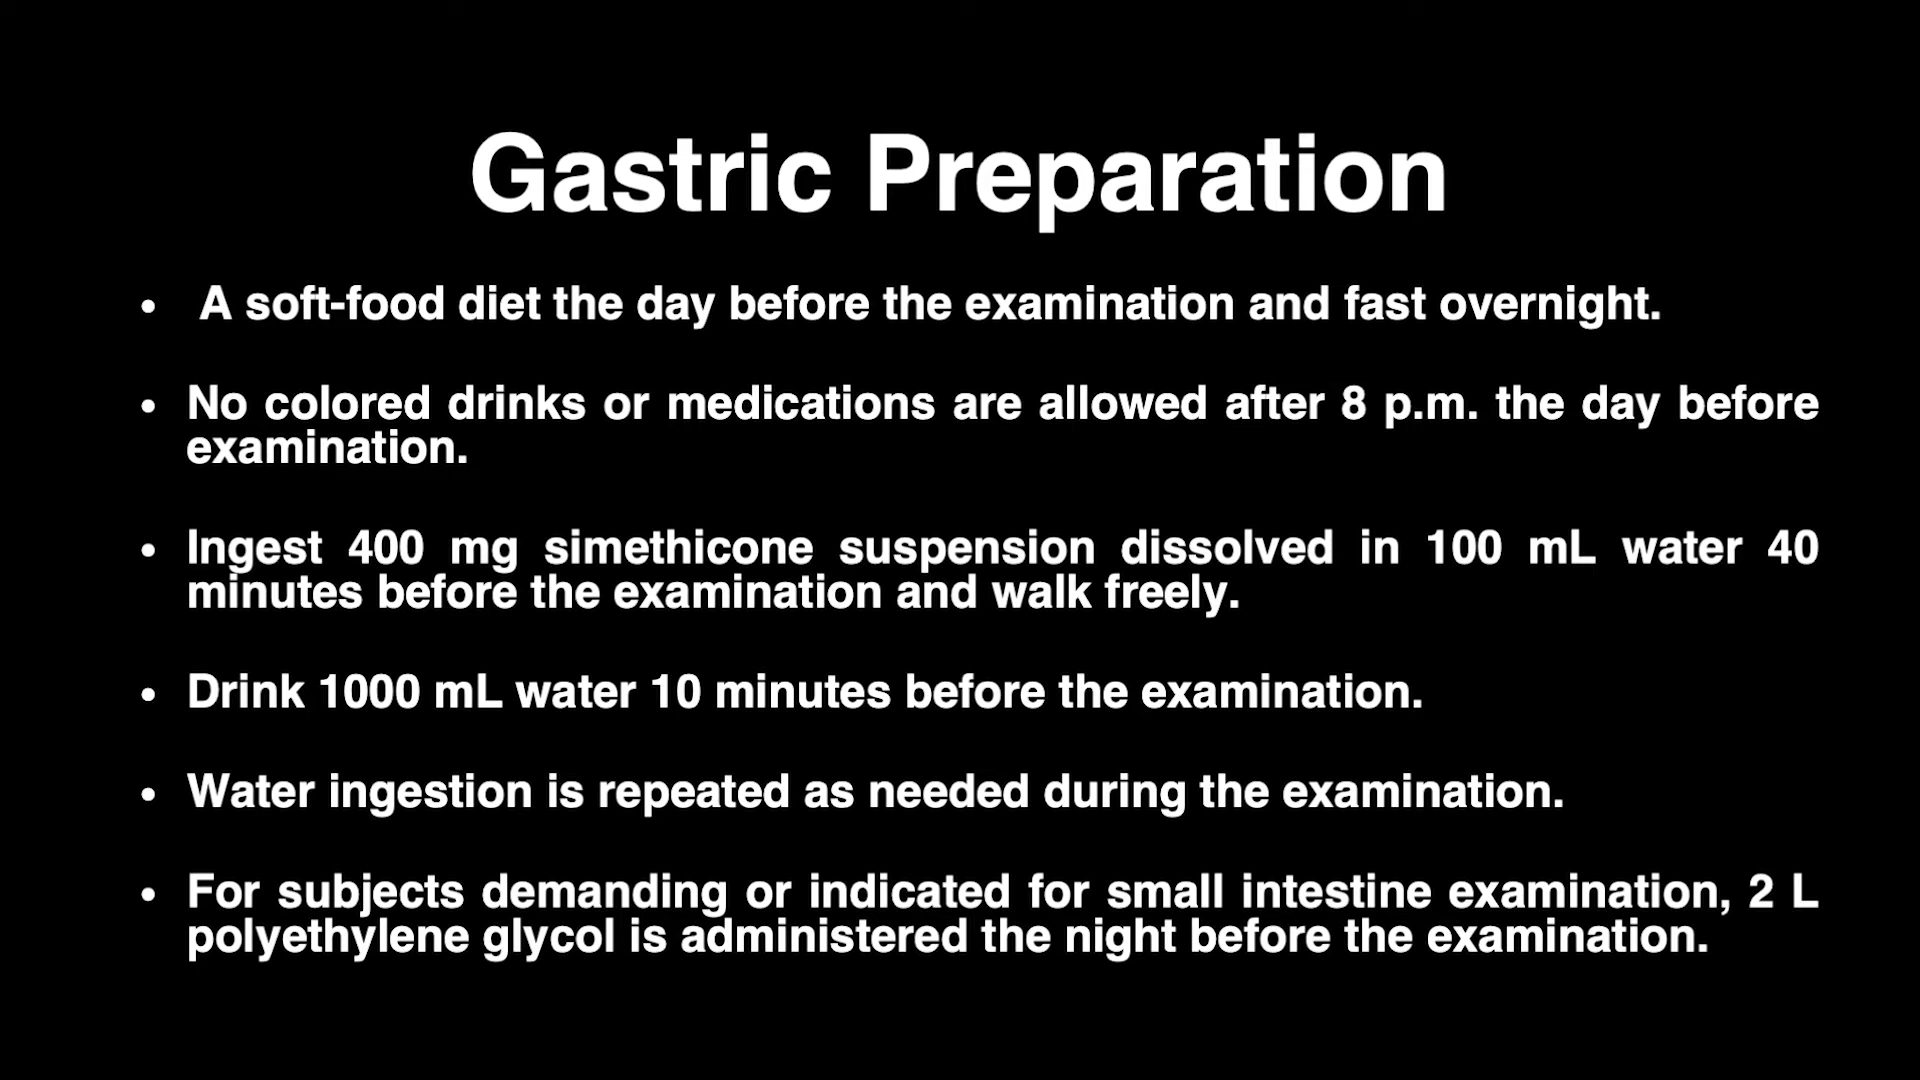 Gastric Preparation
• A soft-food diet the day before the examination and fast overnight.
• No colored drinks or medications are allowed after 8 p.m. the day before
examination.
• Ingest 400 mg simethicone suspension dissolved in 100 mL water 40
minutes before the examination and walk freely.
• Drink 1000 mL water 10 minutes before the examination.
• Water ingestion is repeated as needed during the examination.
• For subjects demanding or indicated for small intestine examination, 2 L
polyethylene glycol is administered the night before the examination.